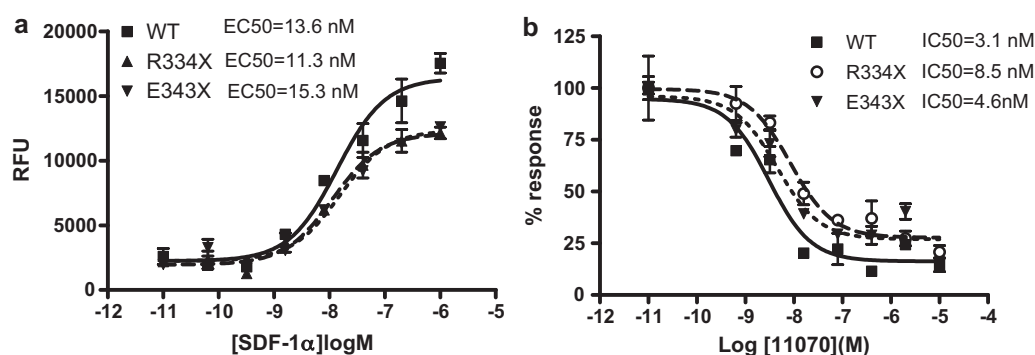 a
20000
15000
10000
5000
0
RFU
WT EC50=13.6 nM
R334X EC50=11.3 nM
E343X EC50=15.3 nM
-12 -11 -10 -9 -8 -7 -6 -5
[SDF-1α]logM
b
125
100
75
50
25
0
% response
WT IC50=3.1 nM
R334X IC50=8.5 nM
E343X IC50=4.6nM
-12 -11 -10 -9 -8 -7 -6 -5 -4
Log [11070](M)